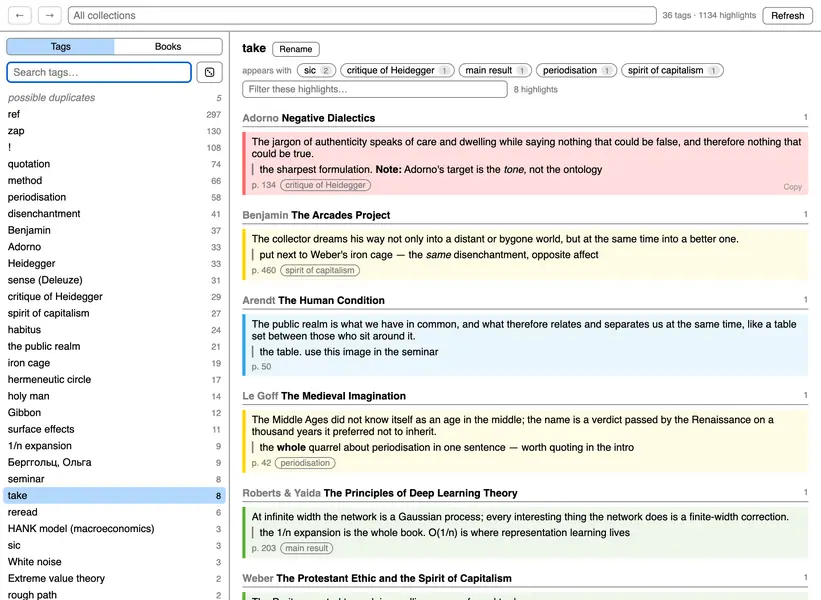 ← → All collections 36 tags · 1134 highlights Refresh
Tags Books
Search tags…
possible duplicates 5
ref 297
zap 130
! 108
quotation 74
method 66
periodisation 58
disenchantment 41
Benjamin 37
Adorno 33
Heidegger 33
sense (Deleuze) 31
critique of Heidegger 29
spirit of capitalism 27
habitus 24
the public realm 21
iron cage 19
hermeneutic circle 17
holy man 14
Gibbon 12
surface effects 11
1/n expansion 9
Берггольц, Ольга 9
seminar 8
take 8
reread 6
HANK model (macroeconomics) 3
sic 3
White noise 3
Extreme value theory 2
rough path 2
take Rename
appears with sic 2 critique of Heidegger 1 main result 1 periodisation 1 spirit of capitalism 1
Filter these highlights… 8 highlights
Adorno Negative Dialectics 1
The jargon of authenticity speaks of care and dwelling while saying nothing that could be false, and therefore nothing that
could be true.
the sharpest formulation. Note: Adorno's target is the tone, not the ontology
p. 134 critique of Heidegger Copy
Benjamin The Arcades Project 1
The collector dreams his way not only into a distant or bygone world, but at the same time into a better one.
put next to Weber's iron cage — the same disenchantment, opposite affect
p. 460 spirit of capitalism
Arendt The Human Condition 1
The public realm is what we have in common, and what therefore relates and separates us at the same time, like a table
set between those who sit around it.
the table. use this image in the seminar
p. 50
Le Goff The Medieval Imagination 1
The Middle Ages did not know itself as an age in the middle; the name is a verdict passed by the Renaissance on a
thousand years it preferred not to inherit.
the whole quarrel about periodisation in one sentence — worth quoting in the intro
p. 42 periodisation
Roberts & Yaida The Principles of Deep Learning Theory 1
At infinite width the network is a Gaussian process; every interesting thing the network does is a finite-width correction.
the 1/n expansion is the whole book. O(1/n) is where representation learning lives
p. 203 main result
Weber The Protestant Ethic and the Spirit of Capitalism 1